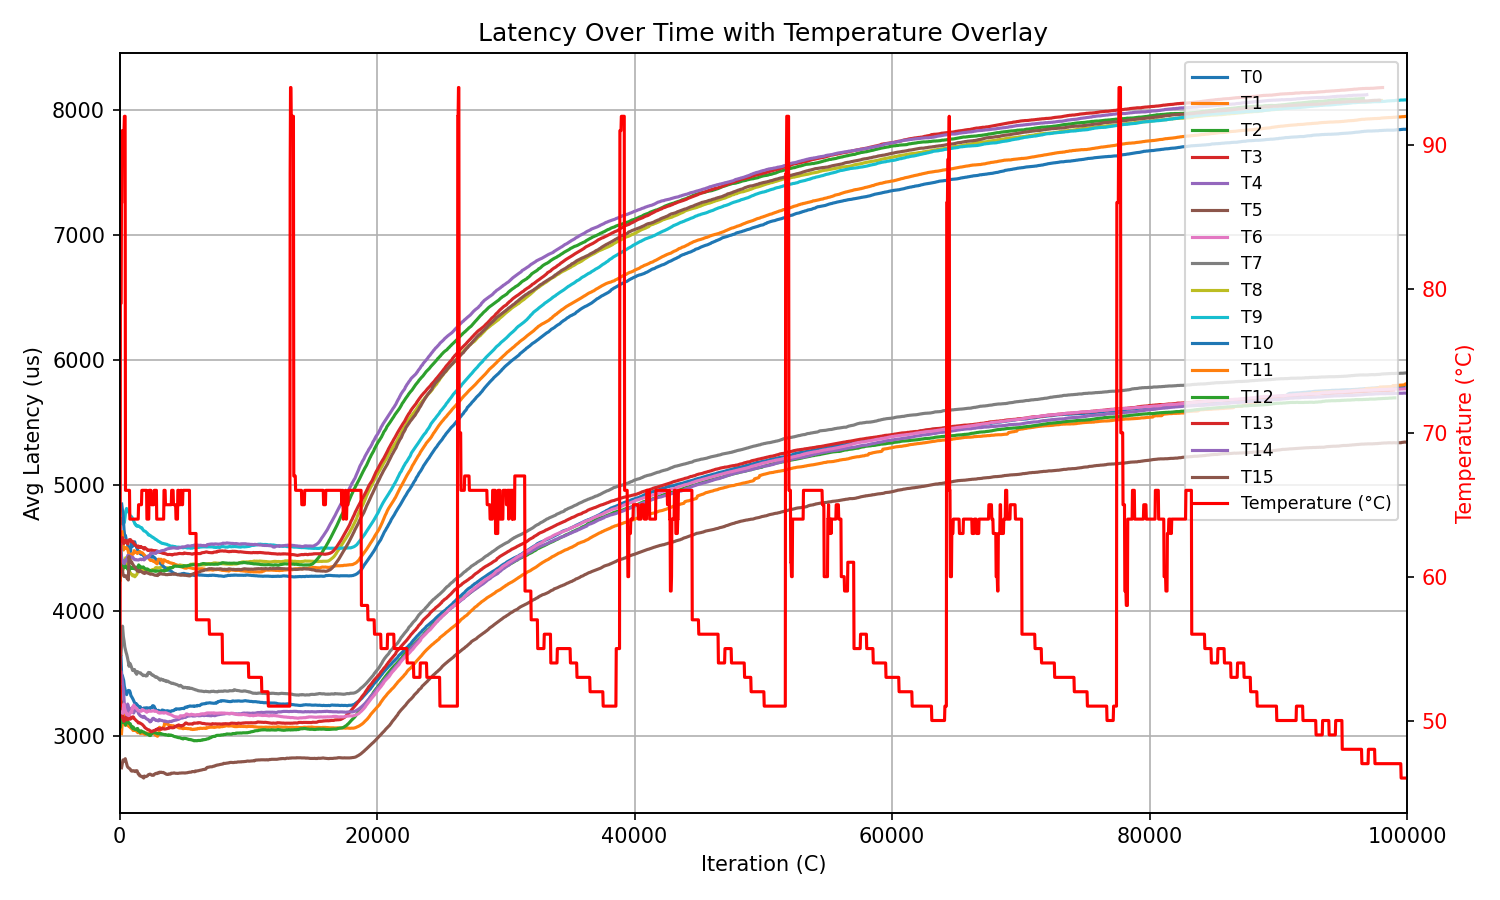 Latency Over Time with Temperature Overlay
Avg Latency (us)
8000
7000
6000
5000
4000
3000
0
20000
40000
60000
80000
100000
Iteration (C)
90
80
70
60
50
Temperature (°C)
T0
T1
T2
T3
T4
T5
T6
T7
T8
T9
T10
T11
T12
T13
T14
T15
Temperature (°C)